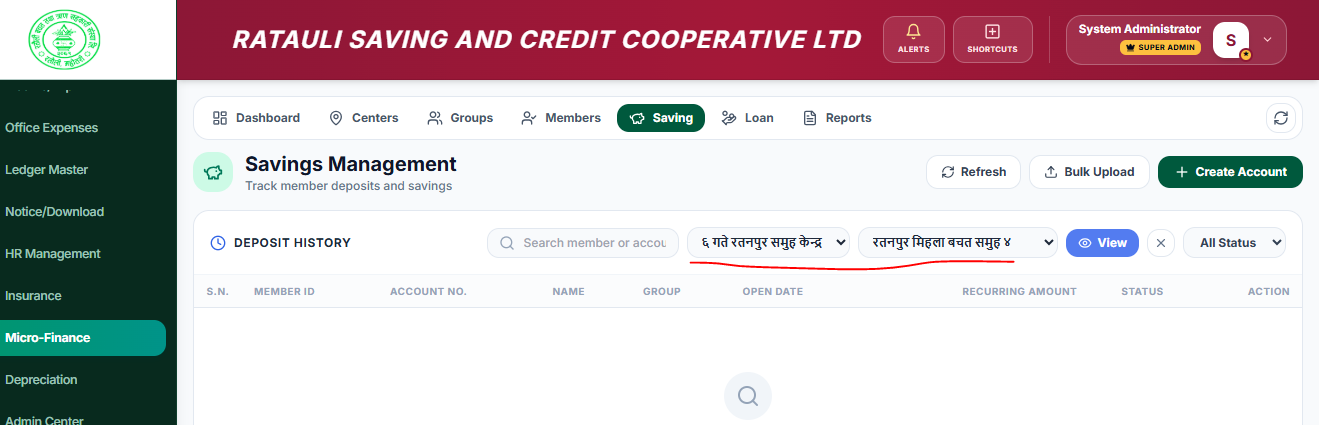 RATAULI SAVING AND CREDIT COOPERATIVE LTD
ALERTS
SHORTCUTS
System Administrator
SUPER ADMIN
S
Office Expenses
Ledger Master
Notice/Download
HR Management
Insurance
Micro-Finance
Depreciation
Admin Center
Dashboard Centers Groups Members Saving Loan Reports
Savings Management
Track member deposits and savings
Refresh Bulk Upload + Create Account
DEPOSIT HISTORY Search member or accou ६ गते रतनपुर समुह केन्द्र रतनपुर मिहला बचत समुह ४ View × All Status
S.N. MEMBER ID ACCOUNT NO. NAME GROUP OPEN DATE RECURRING AMOUNT STATUS ACTION